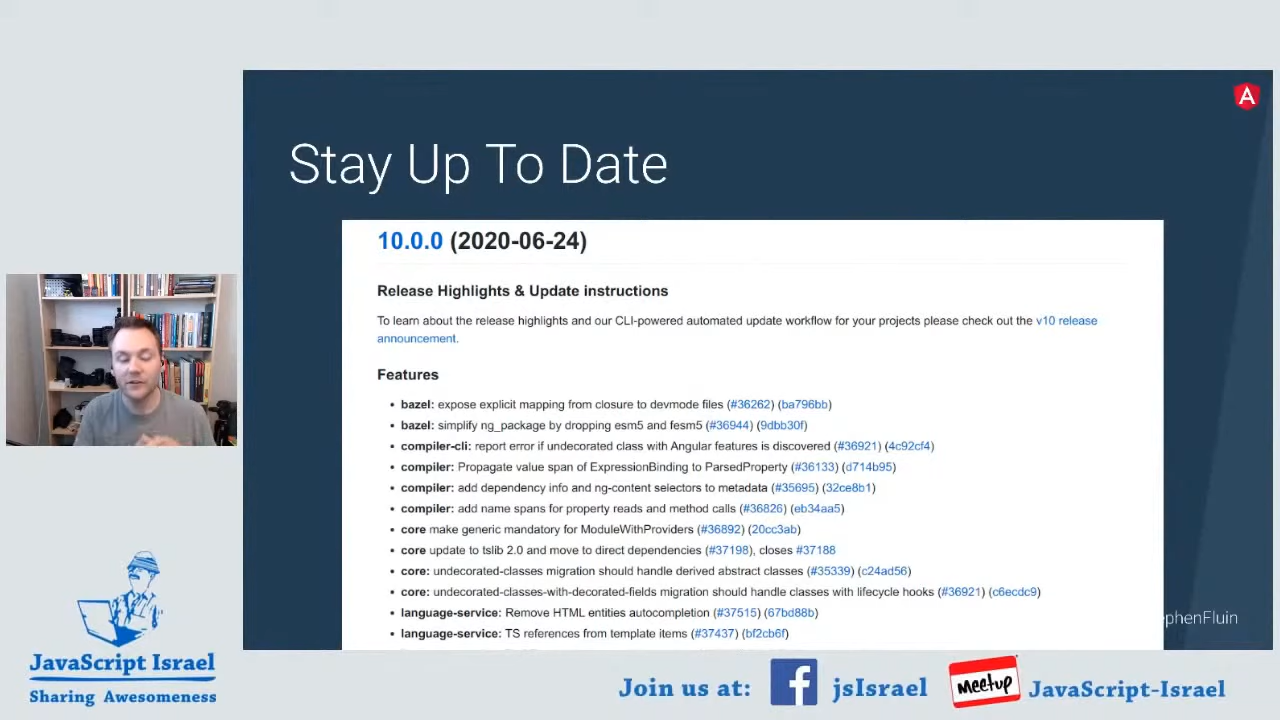 Stay Up To Date
10.0.0 (2020-06-24)
Release Highlights & Update instructions
To learn about the release highlights and our CLI-powered automated update workflow for your projects please check out the v10 release
announcement.
Features
• bazel: expose explicit mapping from closure to devmode files (#36262) (ba796bb)
• bazel: simplify ng_package by dropping esm5 and fesm5 (#36944) (9dbb30f)
• compiler-cli: report error if undecorated class with Angular features is discovered (#36921) (4c92cf4)
• compiler: Propagate value span of ExpressionBinding to ParsedProperty (#36133) (d714b95)
• compiler: add dependency info and ng-content selectors to metadata (#35695) (32ce8b1)
• compiler: add name spans for property reads and method calls (#36826) (eb34aa5)
• core make generic mandatory for ModuleWithProviders (#36892) (20cc3ab)
• core update to tslib 2.0 and move to direct dependencies (#37198), closes #37188
• core: undecorated-classes migration should handle derived abstract classes (#35339) (c24ad56)
• core: undecorated-classes-with-decorated-fields migration should handle classes with lifecycle hooks (#36921) (c6ecdc9)
• language-service: Remove HTML entities autocompletion (#37515) (67bd88b)
• language-service: TS references from template items (#37437) (bf2cb6f)
phenFluin
JavaScript Israel
Sharing Awesomeness
Join us at: f jsIsrael Meetup JavaScript-Israel